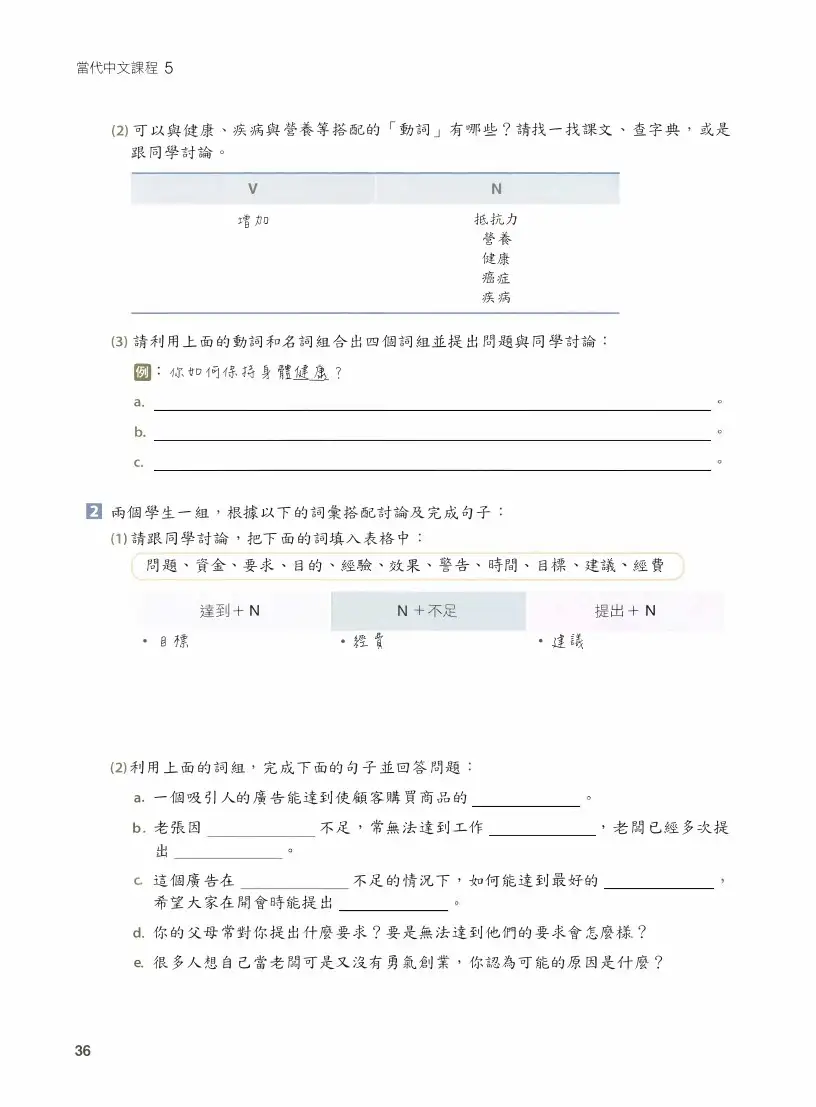 當代中文課程 5
(2) 可以與健康、疾病與營養等搭配的「動詞」有哪些？請找一找課文、查字典，或是
跟同學討論。
V N
增加 抵抗力
營養
健康
癌症
疾病
(3) 請利用上面的動詞和名詞組合出四個詞組並提出問題與同學討論：
例：你如何保持身體健康？
a. 。
b. 。
c. 。
2 兩個學生一組，根據以下的詞彙搭配討論及完成句子：
(1) 請跟同學討論，把下面的詞填入表格中：
問題、資金、要求、目的、經驗、效果、警告、時間、目標、建議、經費
達到＋ N N ＋不足 提出＋ N
• 目標 • 經費 • 建議
(2) 利用上面的詞組，完成下面的句子並回答問題：
a. 一個吸引人的廣告能達到使顧客購買商品的 ＿＿＿＿＿＿。
b. 老張因 ＿＿＿＿＿＿ 不足，常無法達到工作 ＿＿＿＿＿＿，老闆已經多次提
出 ＿＿＿＿＿＿。
c. 這個廣告在 ＿＿＿＿＿＿ 不足的情況下，如何能達到最好的 ＿＿＿＿＿＿，
希望大家在開會時能提出 ＿＿＿＿＿＿。
d. 你的父母常對你提出什麼要求？要是無法達到他們的要求會怎麼樣？
e. 很多人想自己當老闆可是又沒有勇氣創業，你認為可能的原因是什麼？
36